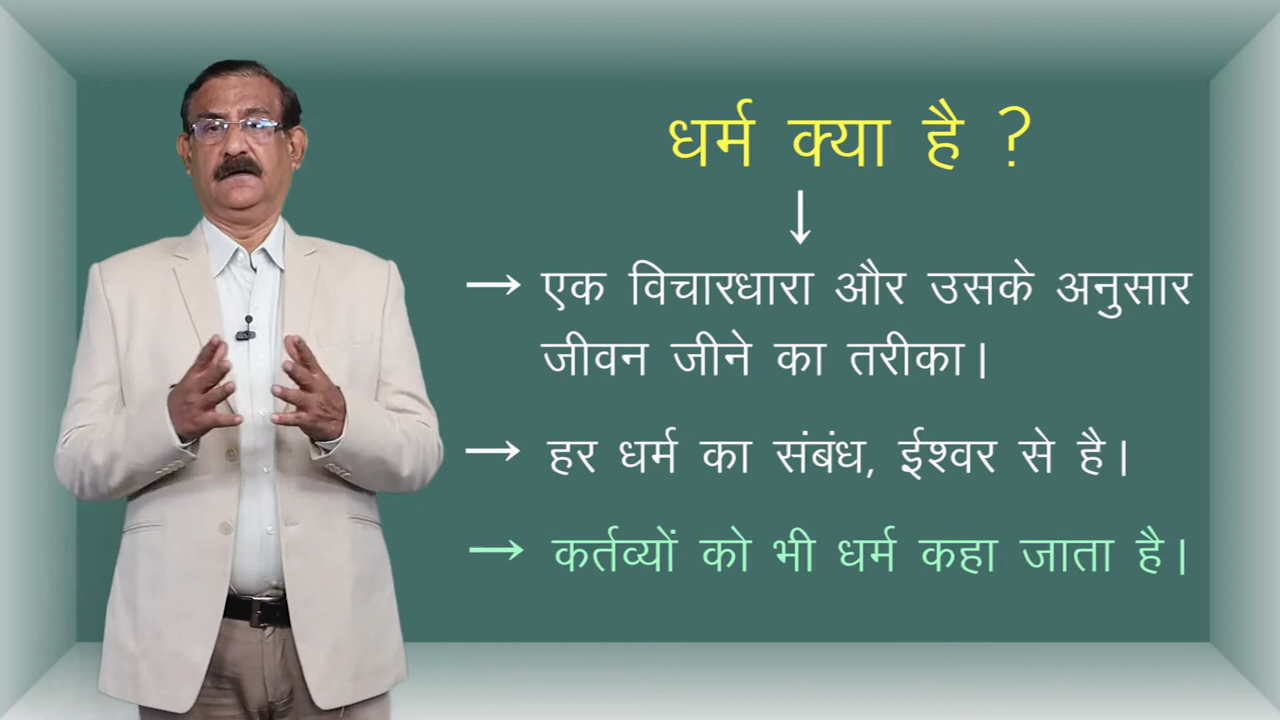 धर्म क्या है ?
↓
→ एक विचारधारा और उसके अनुसार
जीवन जीने का तरीका।
→ हर धर्म का संबंध, ईश्वर से है।
→ कर्तव्यों को भी धर्म कहा जाता है।